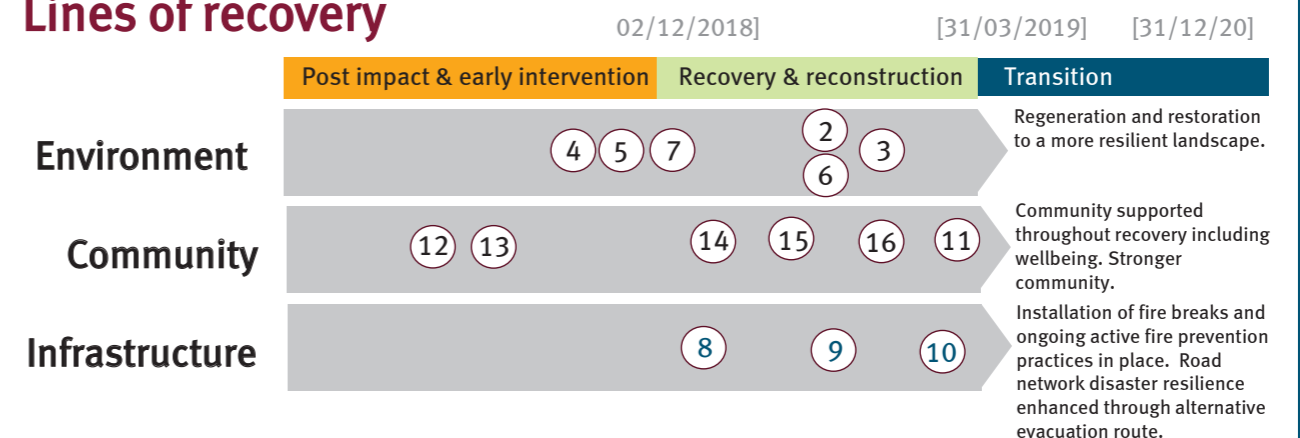 Lines of recovery
02/12/2018] [31/03/2019] [31/12/20]
Post impact & early intervention Recovery & reconstruction Transition
Environment
4 5 7 2 6 3
Regeneration and restoration
to a more resilient landscape.
Community
12 13 14 15 16 11
Community supported
throughout recovery including
wellbeing. Stronger
community.
Infrastructure
8 9 10
Installation of fire breaks and
ongoing active fire prevention
practices in place. Road
network disaster resilience
enhanced through alternative
evacuation route.